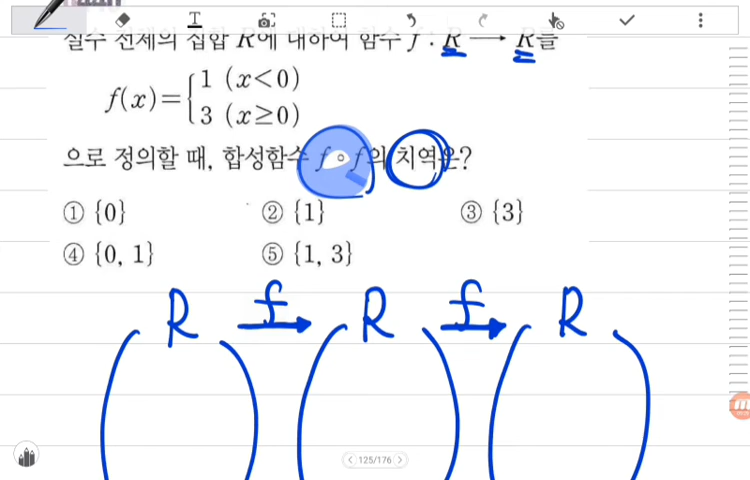 실수 전체의 집합 R에 대하여 함수 f : R → R를
f(x)={1 (x<0)
3 (x≥0)
으로 정의할 때, 합성함수 f∘f의 치역은?
① {0} ② {1} ③ {3}
④ {0, 1} ⑤ {1, 3}
R f R f R
125/176